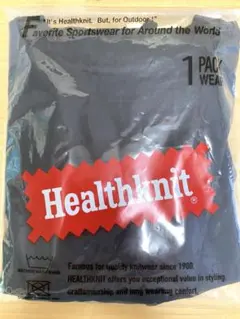 "It's Healthknit. But, for Outdoor!"
Favorite Sportswear for Around the World
1 PACK
WEAR
Healthknit®
Famous for quality knitwear since 1900.
HEALTHKNIT offers you exceptional value in styling,
craftsmanship and long wearing comfort.